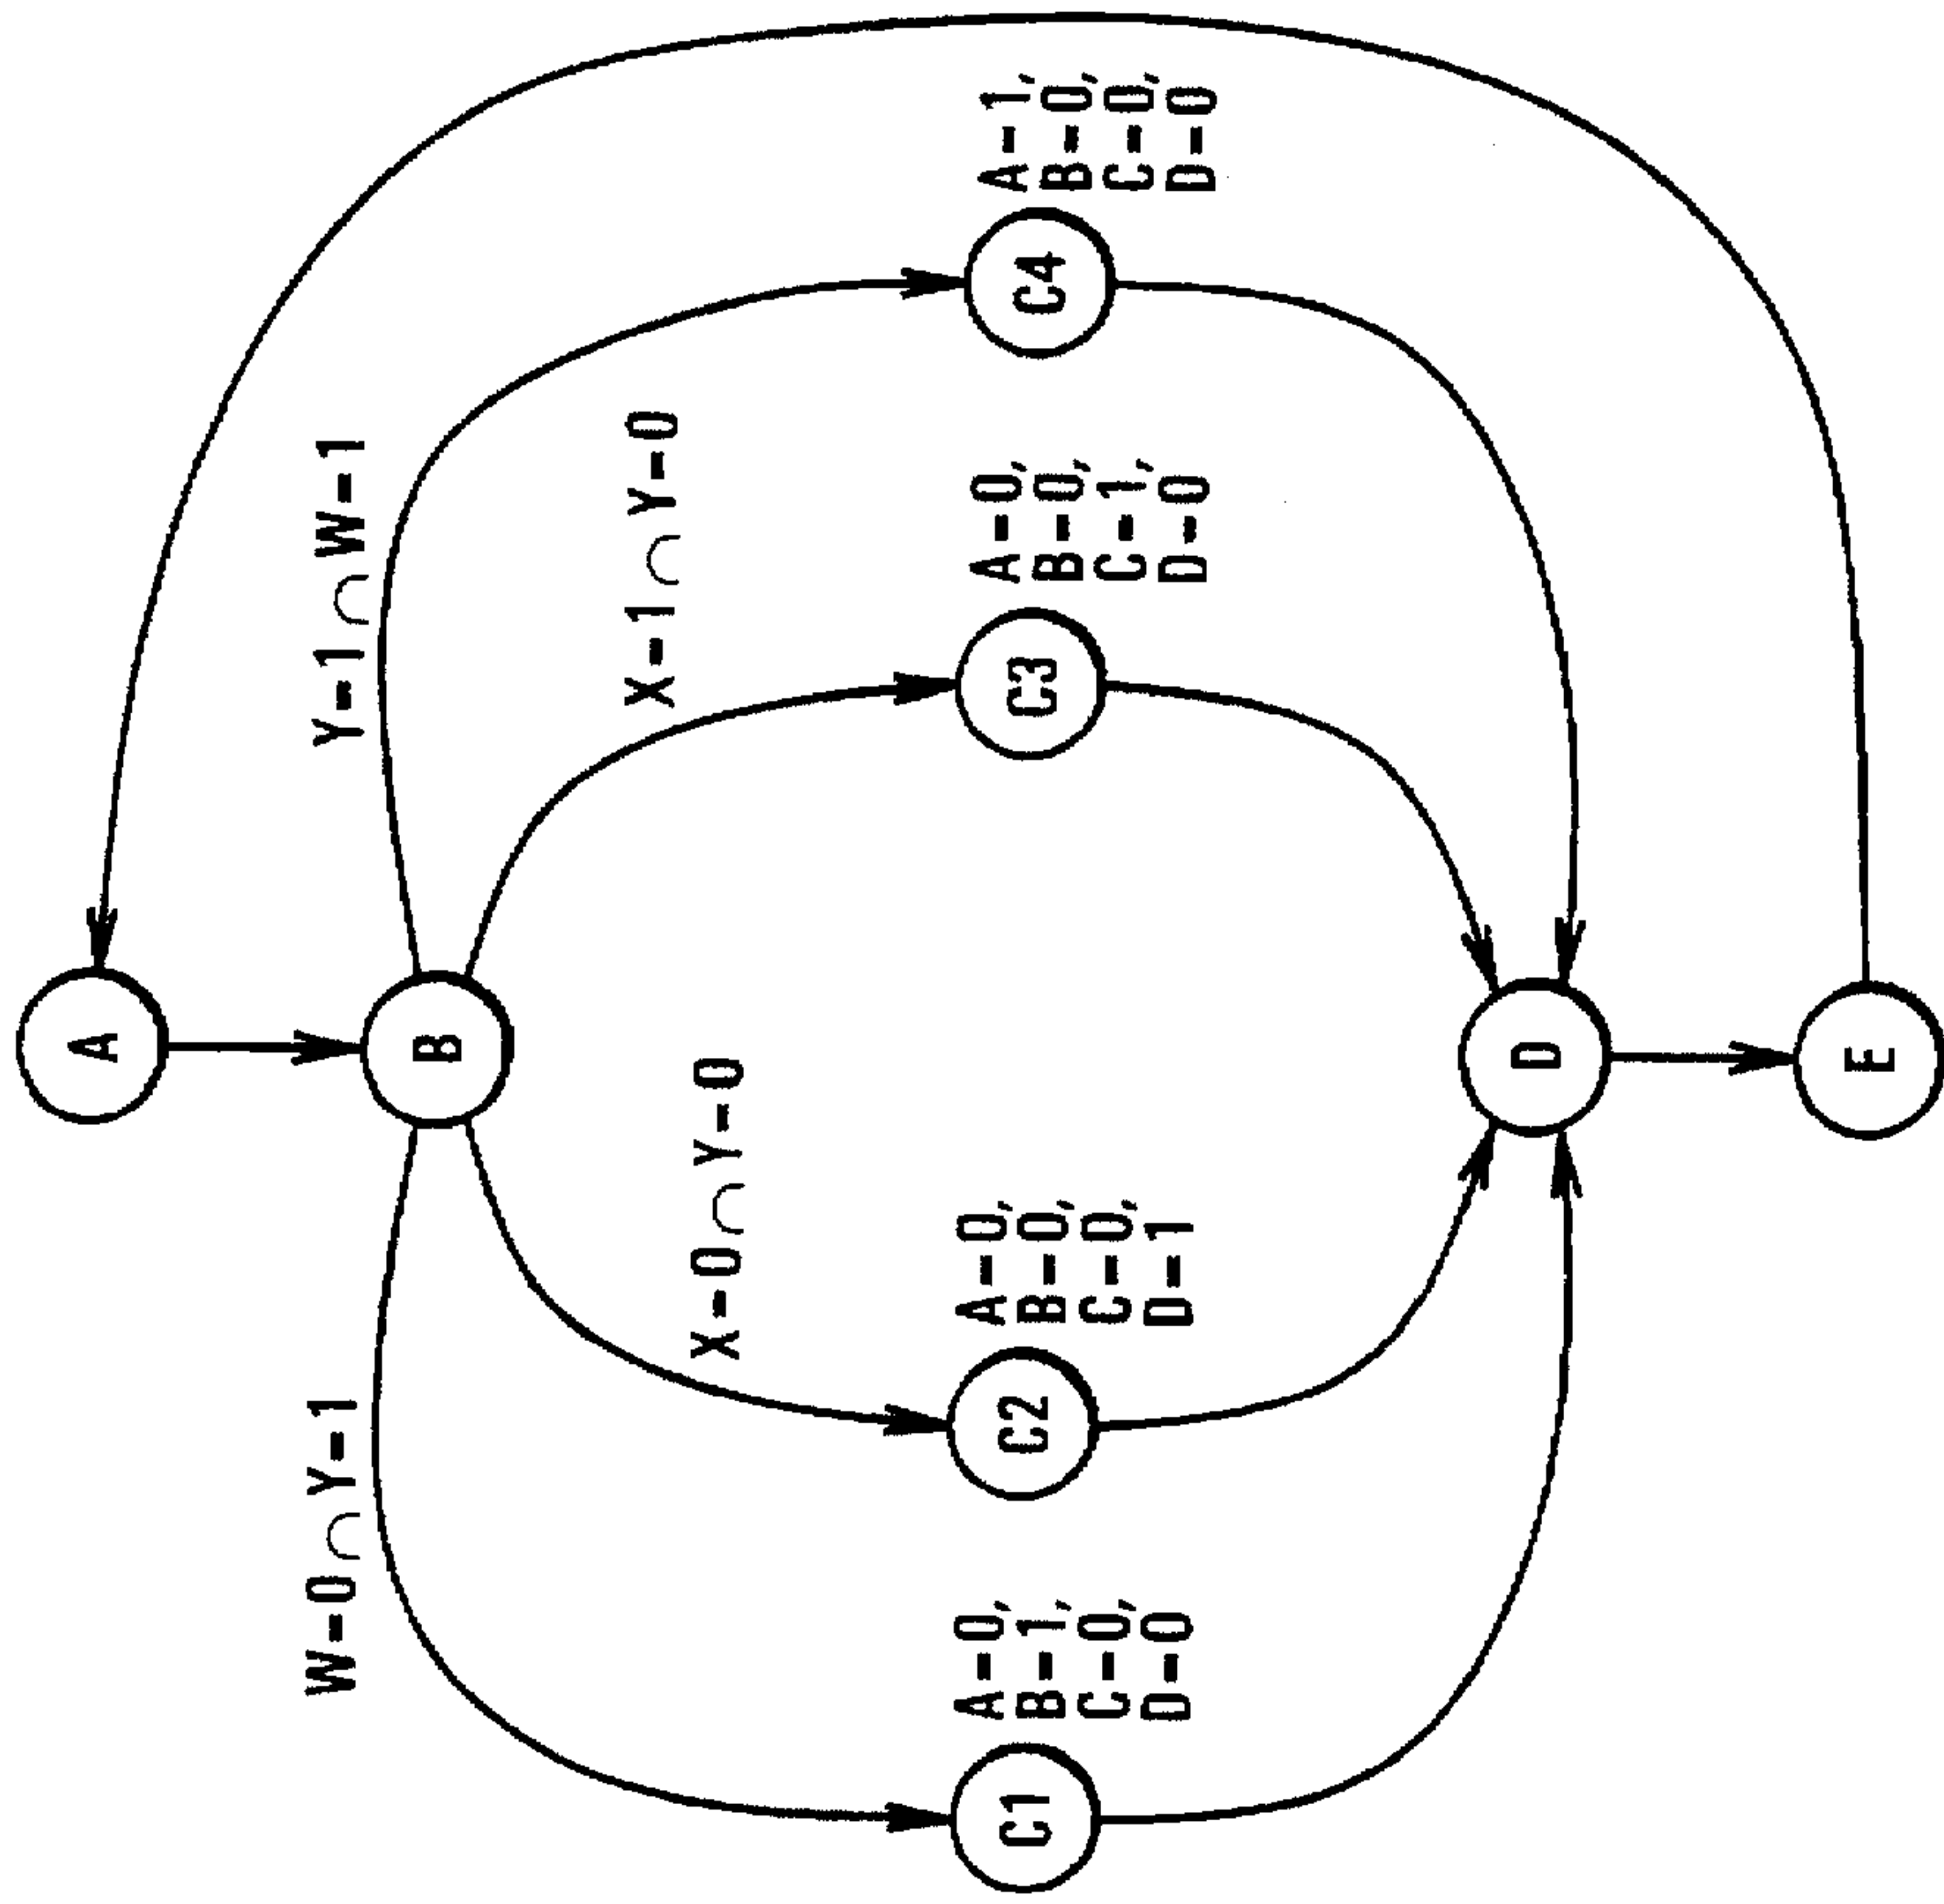 A
W=0∩Y=1
Y=1∩W=1
B
X=0∩Y=0
X=1∩Y=0
C1
A=0,
B=1,
C=0,
D=0
C2
A=0,
B=0,
C=0,
D=1
C3
A=0,
B=0,
C=1,
D=0
C4
A=1,
B=0,
C=0,
D=0
D
E